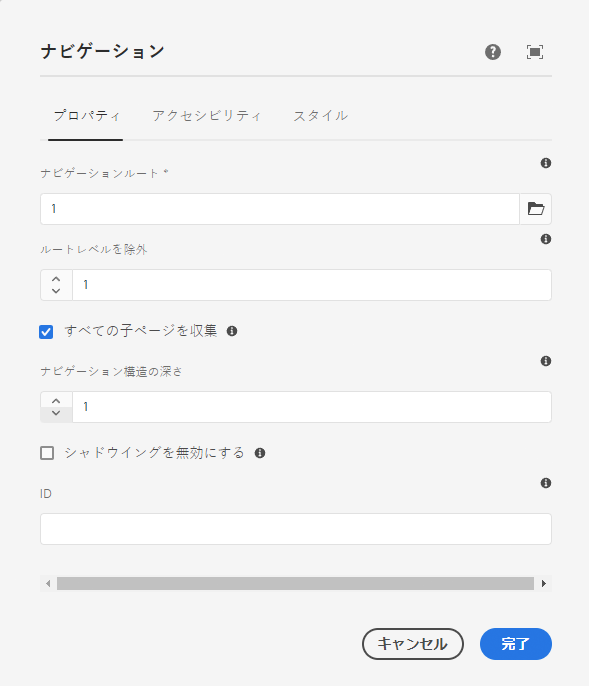 ナビゲーション
プロパティ アクセシビリティ スタイル
ナビゲーションルート *
1
ルートレベルを除外
1
すべての子ページを収集
ナビゲーション構造の深さ
1
シャドウイングを無効にする
ID
キャンセル 完了